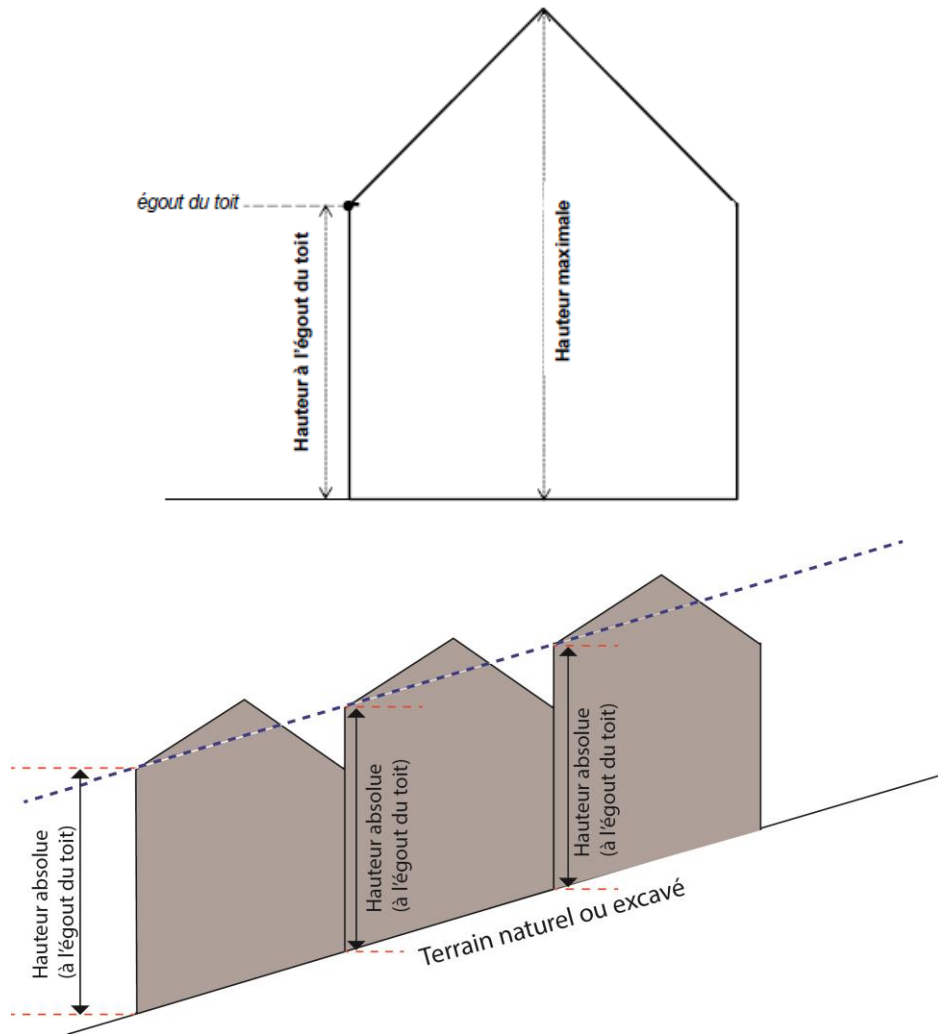 égout du toit
Hauteur à l'égout du toit
Hauteur maximale
Hauteur absolue
(à l'égout du toit)
Hauteur absolue
(à l'égout du toit)
Hauteur absolue
(à l'égout du toit)
Terrain naturel ou excavé